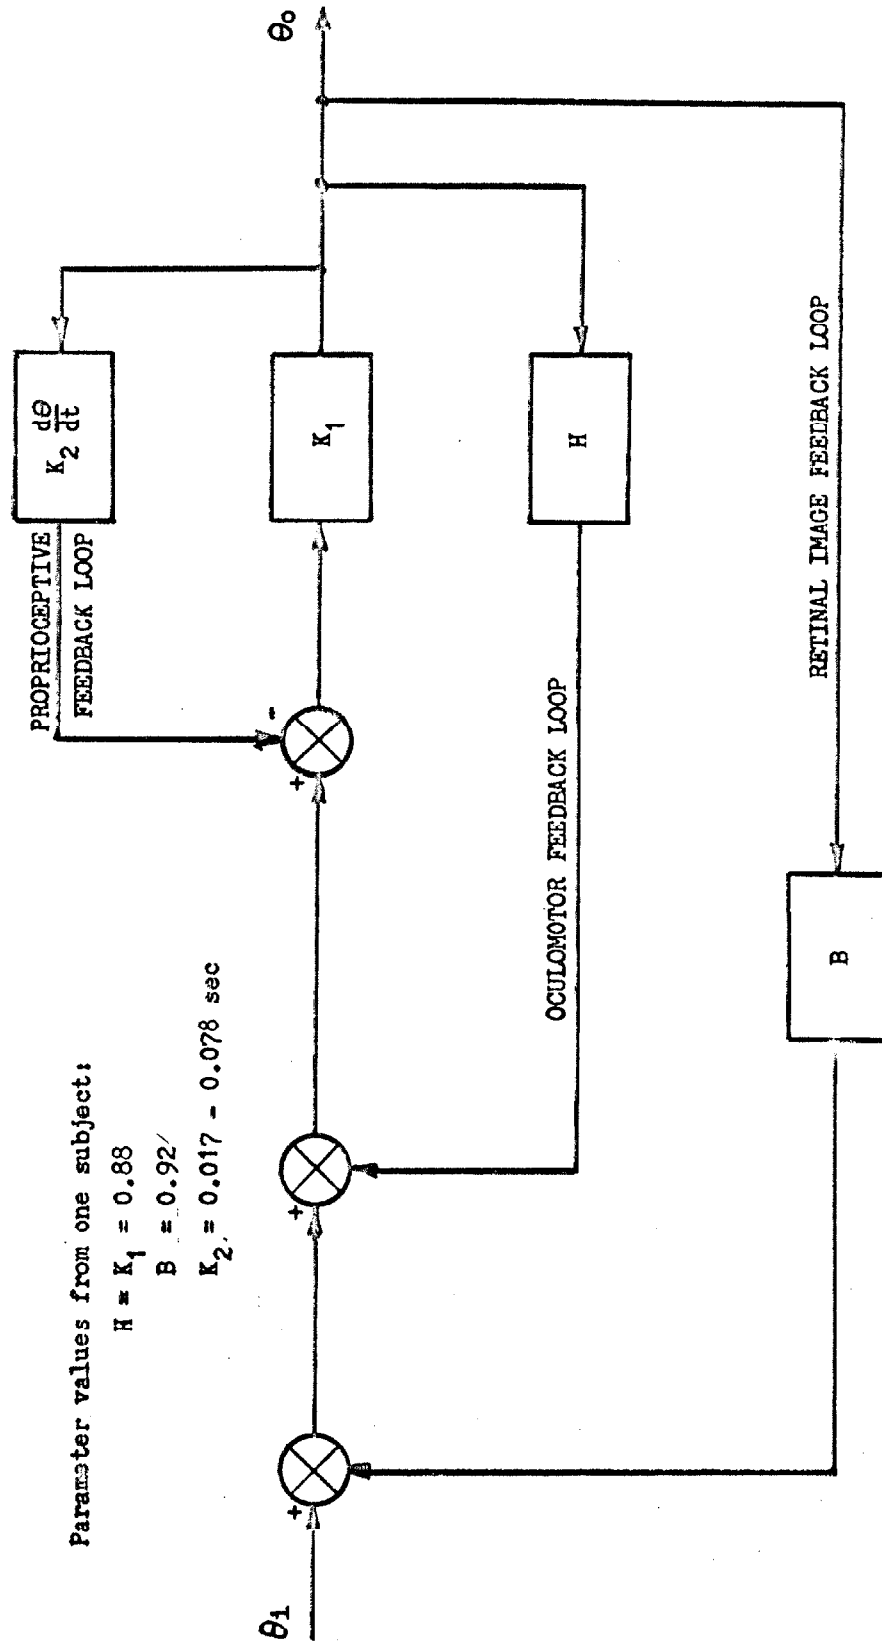 Parameter values from one subject:
H = K1 = 0.88
B = 0.92
K2 = 0.017 - 0.078 sec
PROPRIOCEPTIVE
FEEDBACK LOOP
K2 dθ/dt
θi
+
+
+
-
K1
θo
OCULOMOTOR FEEDBACK LOOP
H
RETINAL IMAGE FEEDBACK LOOP
B